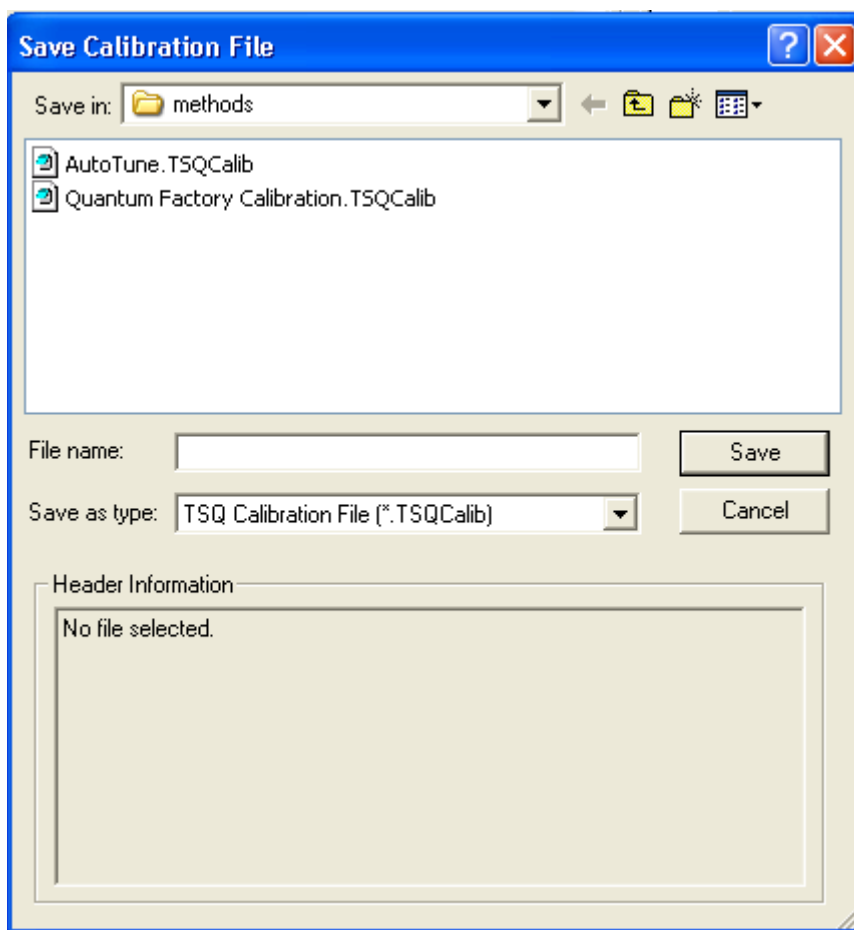 Save Calibration File
Save in: methods
AutoTune.TSQCalib
Quantum Factory Calibration.TSQCalib
File name: Save
Save as type: TSQ Calibration File (*.TSQCalib) Cancel
Header Information
No file selected.